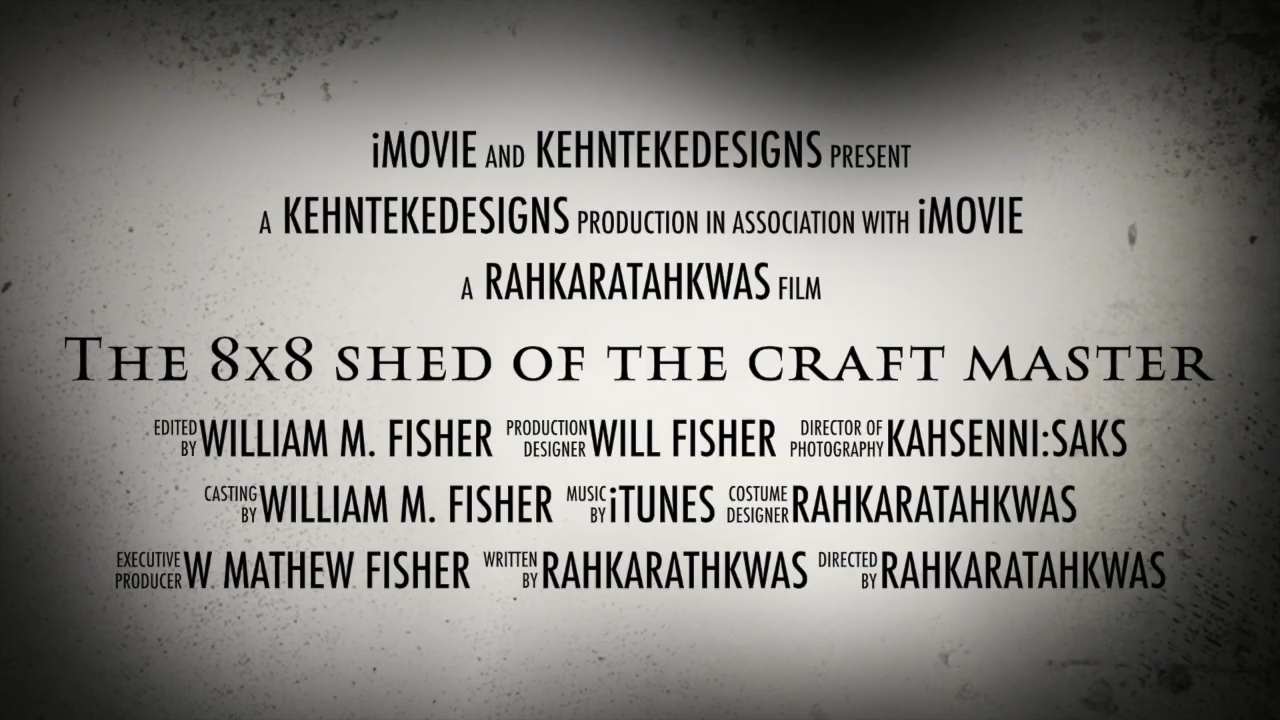 iMOVIE AND KEHNTEKEDESIGNS PRESENT
A KEHNTEKEDESIGNS PRODUCTION IN ASSOCIATION WITH iMOVIE
A RAHKARATAHKWAS FILM
THE 8X8 SHED OF THE CRAFT MASTER
EDITED BY WILLIAM M. FISHER PRODUCTION DESIGNER WILL FISHER DIRECTOR OF PHOTOGRAPHY KAHSENNI:SAKS
CASTING BY WILLIAM M. FISHER MUSIC BY iTUNES COSTUME DESIGNER RAHKARATAHKWAS
EXECUTIVE PRODUCER W. MATHEW FISHER WRITTEN BY RAHKARATHKWAS DIRECTED BY RAHKARATAHKWAS